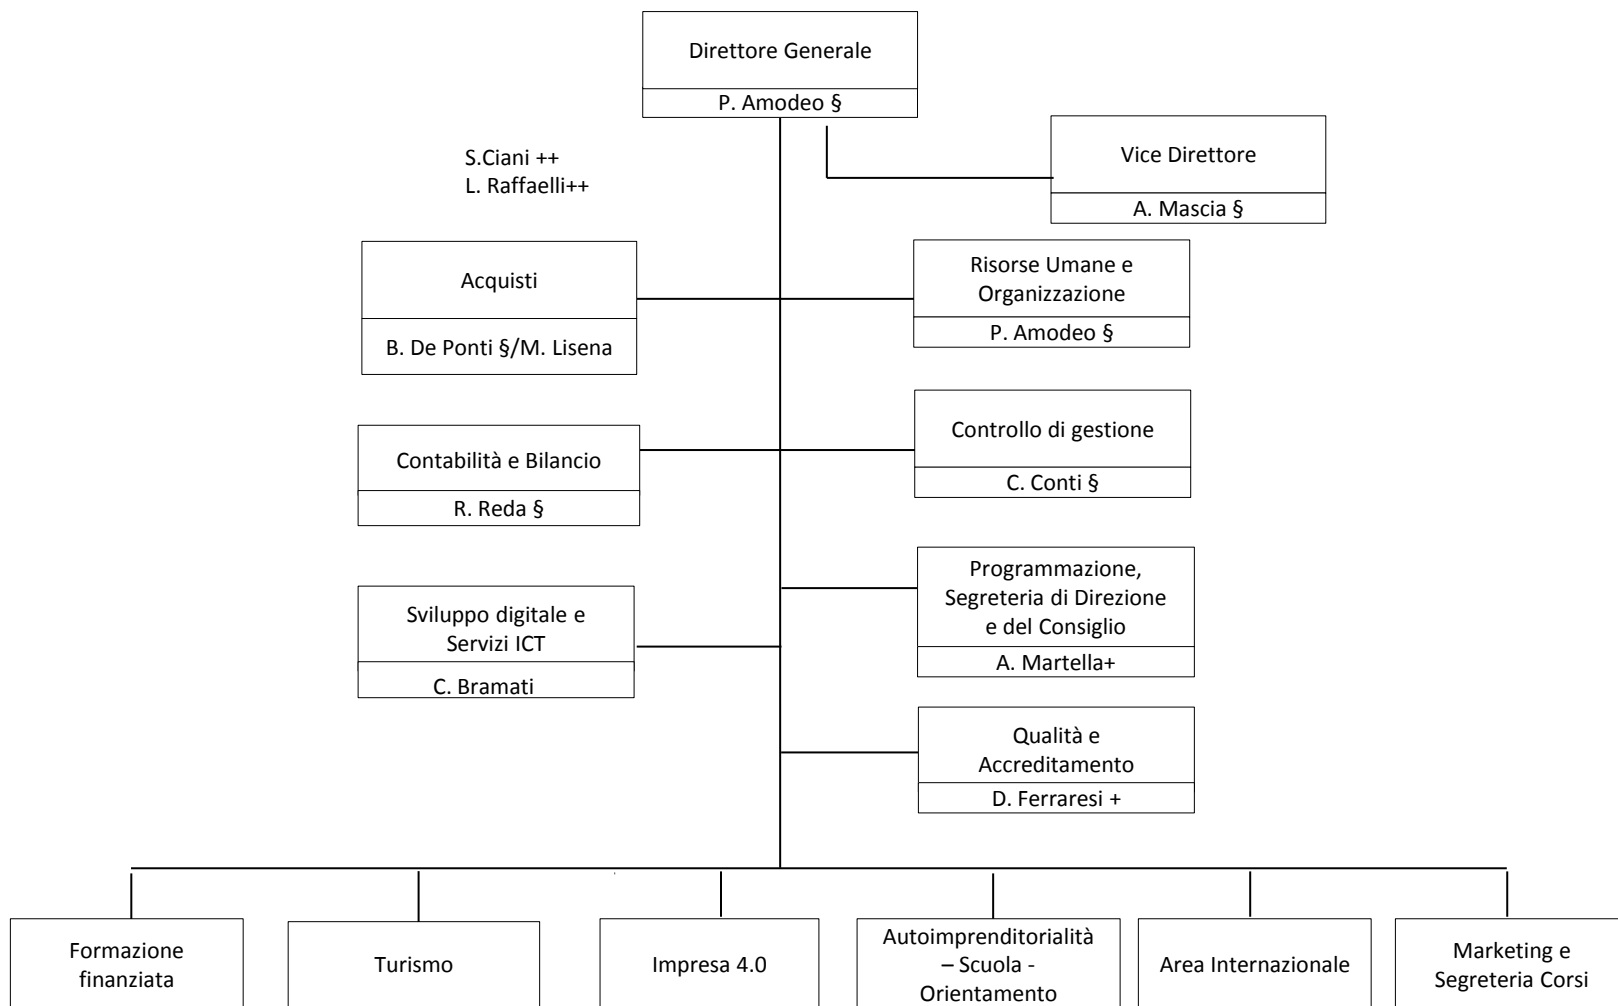 Direttore Generale
P. Amodeo §
S.Ciani ++
L. Raffaelli++
Vice Direttore
A. Mascia §
Acquisti
B. De Ponti §/M. Lisena
Risorse Umane e
Organizzazione
P. Amodeo §
Contabilità e Bilancio
R. Reda §
Controllo di gestione
C. Conti §
Sviluppo digitale e
Servizi ICT
C. Bramati
Programmazione,
Segreteria di Direzione
e del Consiglio
A. Martella+
Qualità e
Accreditamento
D. Ferraresi +
Formazione
finanziata
Turismo
Impresa 4.0
Autoimprenditorialità
– Scuola -
Orientamento
Area Internazionale
Marketing e
Segreteria Corsi